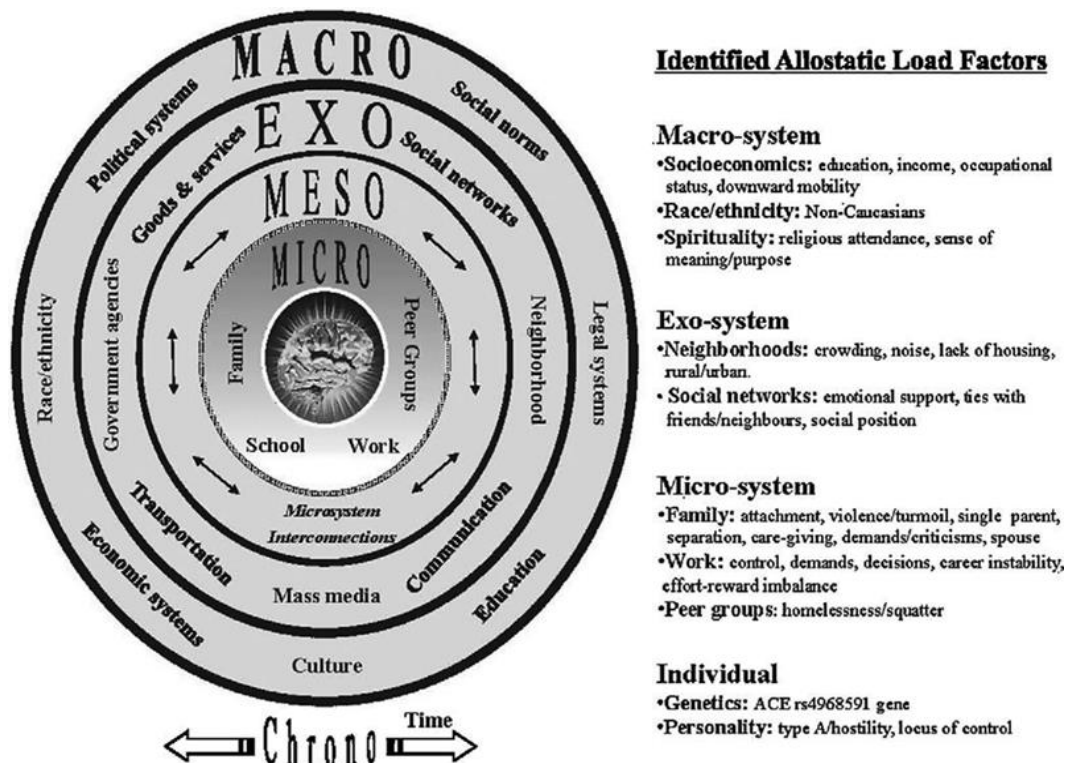 MACRO
Political systems
Social norms
Race/ethnicity
Legal systems
Economic systems
Education
Culture
EXO
Goods & services
Social networks
Government agencies
Neighborhood
Transportation
Communication
Mass media
MESO
Microsystem
Interconnections
MICRO
Family
Peer Groups
School
Work
Chrono
Time
Identified Allostatic Load Factors
Macro-system
•Socioeconomics: education, income, occupational
status, downward mobility
•Race/ethnicity: Non-Caucasians
•Spirituality: religious attendance, sense of
meaning/purpose
Exo-system
•Neighborhoods: crowding, noise, lack of housing,
rural/urban.
• Social networks: emotional support, ties with
friends/neighbours, social position
Micro-system
•Family: attachment, violence/turmoil, single parent,
separation, care-giving, demands/criticisms, spouse
•Work: control, demands, decisions, career instability,
effort-reward imbalance
•Peer groups: homelessness/squatter
Individual
•Genetics: ACE rs4968591 gene
•Personality: type A/hostility, locus of control